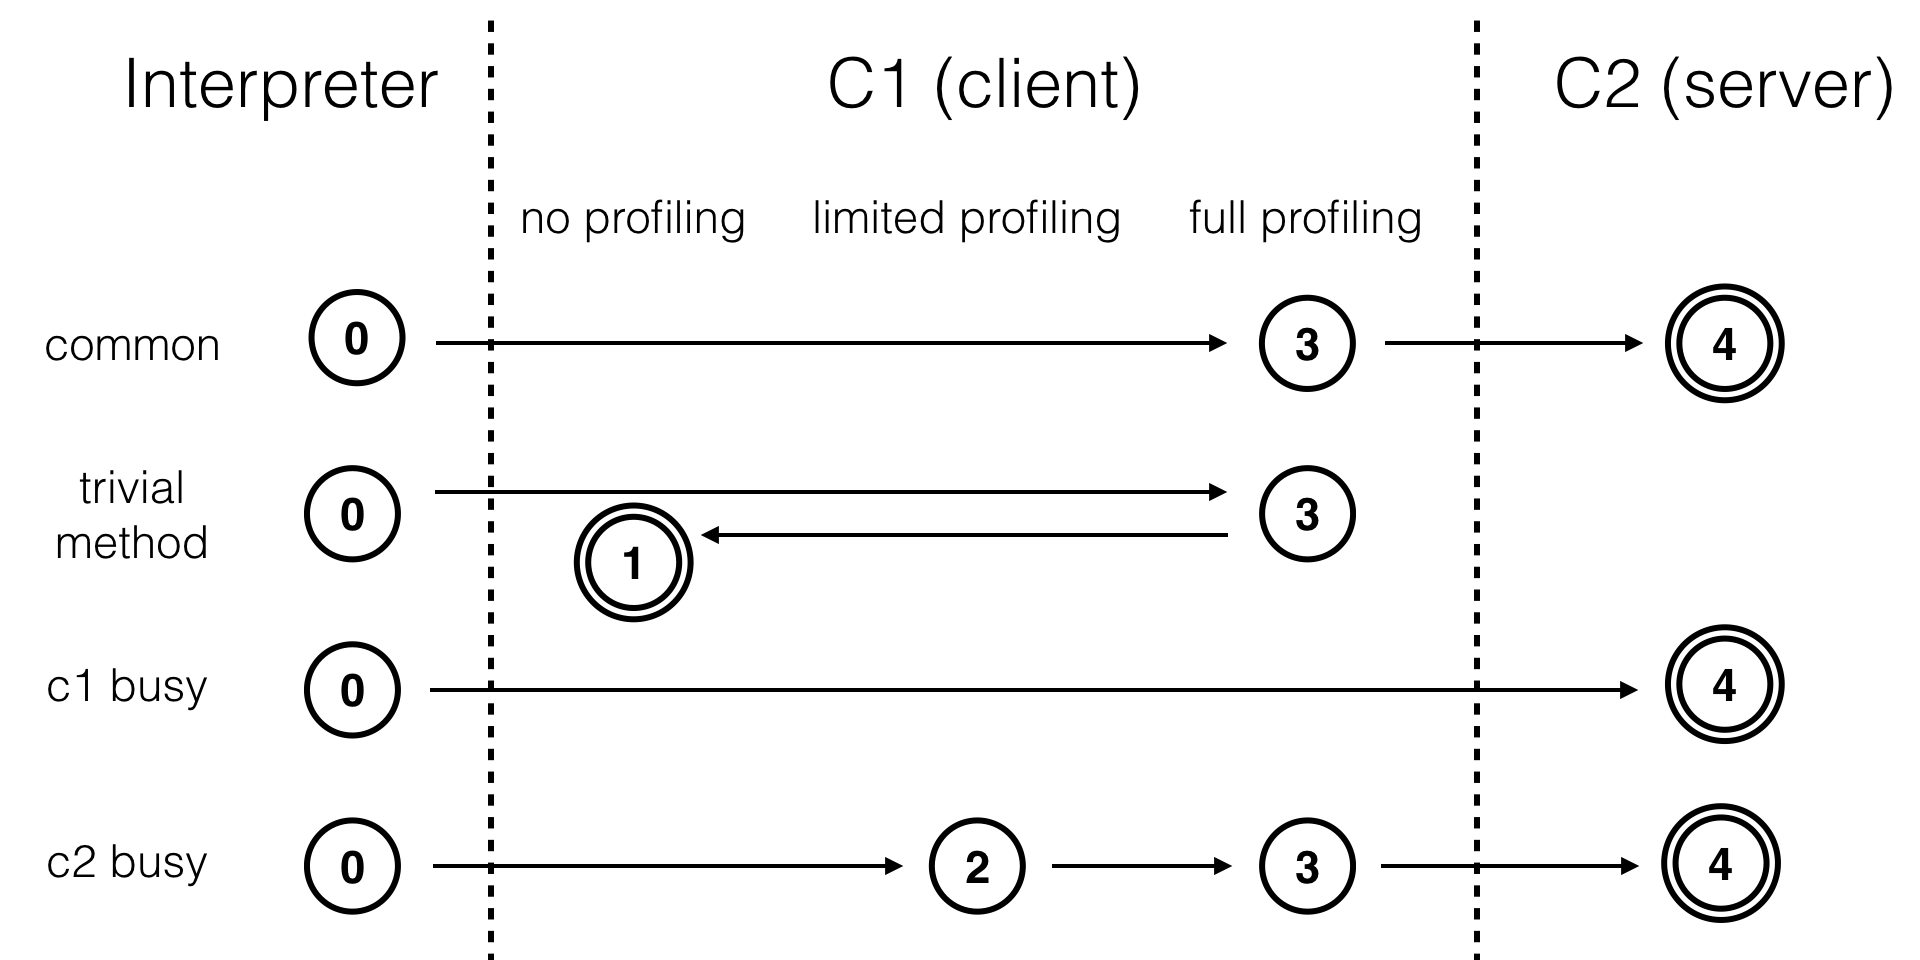 Interpreter
C1 (client)
C2 (server)
no profiling
limited profiling
full profiling
common
0
3
4
trivial
method
0
3
1
c1 busy
0
4
c2 busy
0
2
3
4